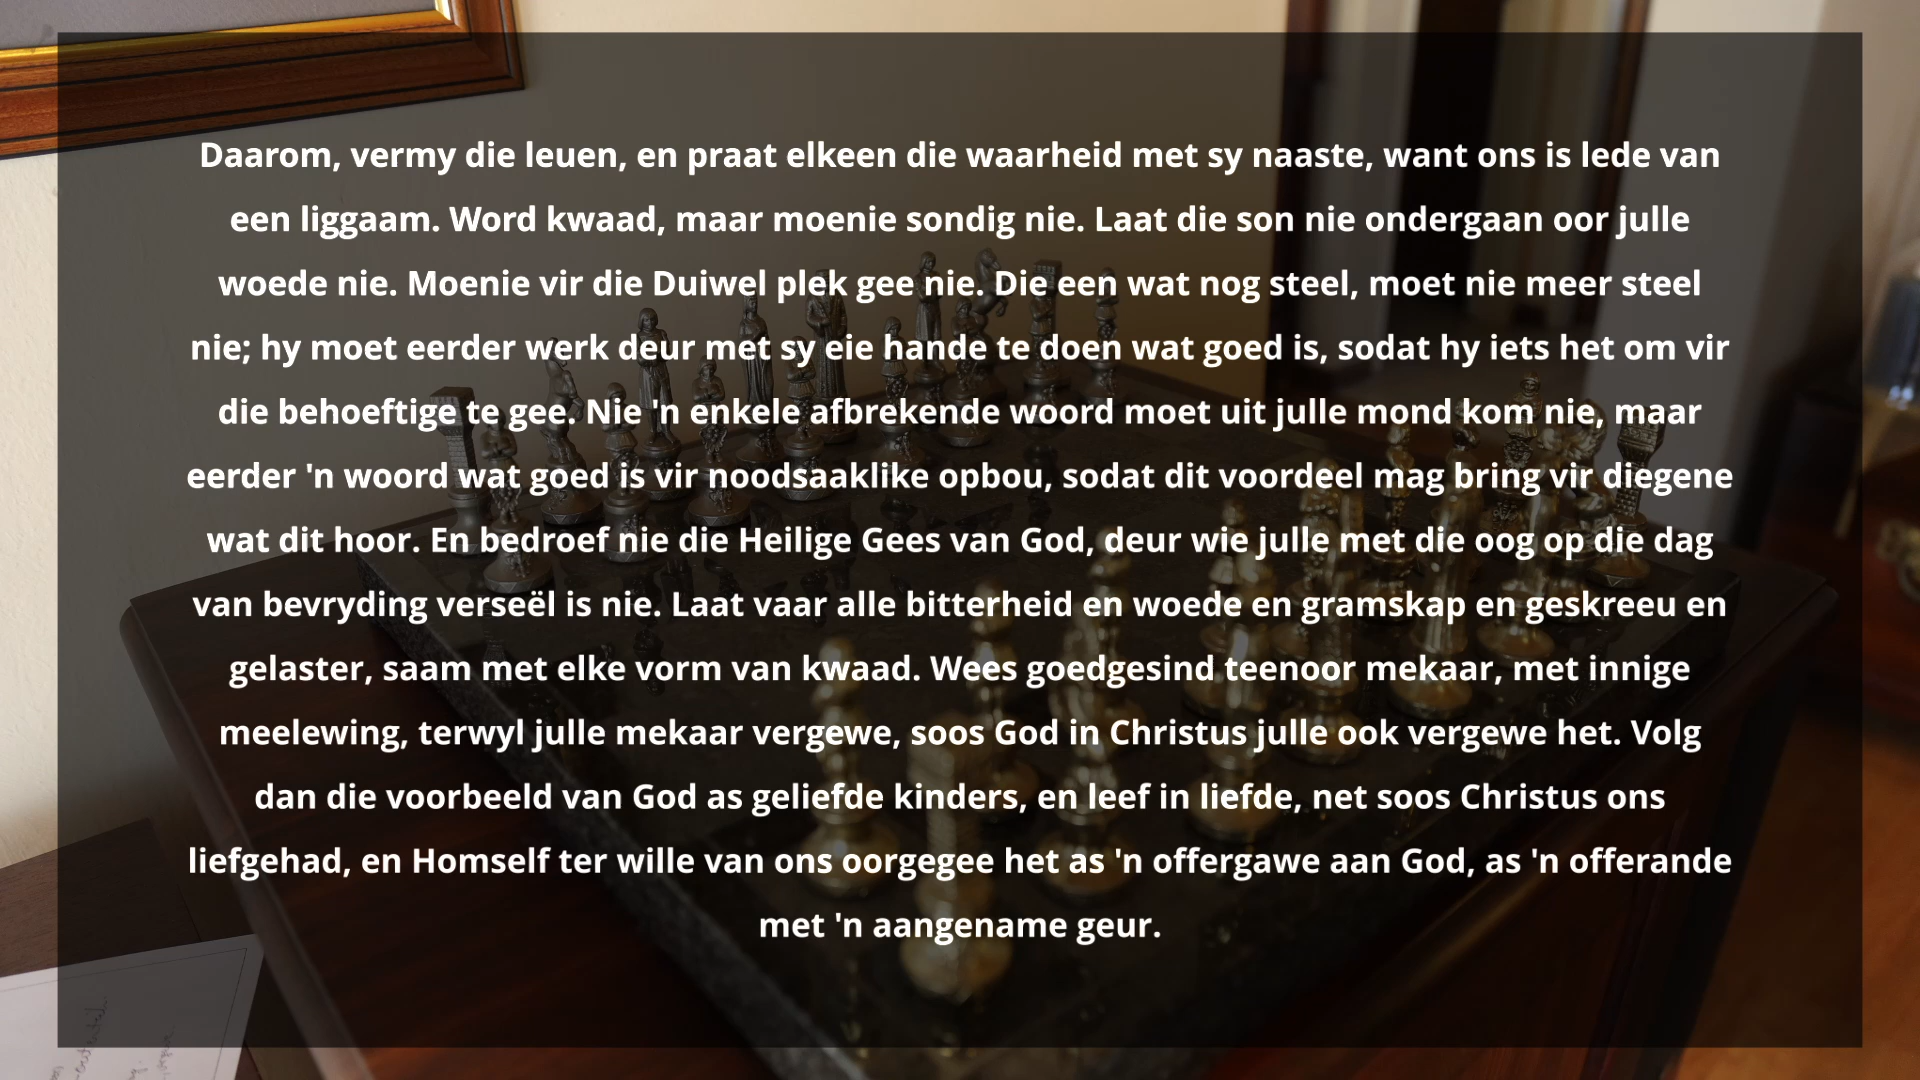 Daarom, vermy die leuen, en praat elkeen die waarheid met sy naaste, want ons is lede van
een liggaam. Word kwaad, maar moenie sondig nie. Laat die son nie ondergaan oor julle
woede nie. Moenie vir die Duiwel plek gee nie. Die een wat nog steel, moet nie meer steel
nie; hy moet eerder werk deur met sy eie hande te doen wat goed is, sodat hy iets het om vir
die behoeftige te gee. Nie 'n enkele afbrekende woord moet uit julle mond kom nie, maar
eerder 'n woord wat goed is vir noodsaaklike opbou, sodat dit voordeel mag bring vir diegene
wat dit hoor. En bedroef nie die Heilige Gees van God, deur wie julle met die oog op die dag
van bevryding verseël is nie. Laat vaar alle bitterheid en woede en gramskap en geskreeu en
gelaster, saam met elke vorm van kwaad. Wees goedgesind teenoor mekaar, met innige
meelewing, terwyl julle mekaar vergewe, soos God in Christus julle ook vergewe het. Volg
dan die voorbeeld van God as geliefde kinders, en leef in liefde, net soos Christus ons
liefgehad, en Homself ter wille van ons oorgegee het as 'n offergawe aan God, as 'n offerande
met 'n aangename geur.